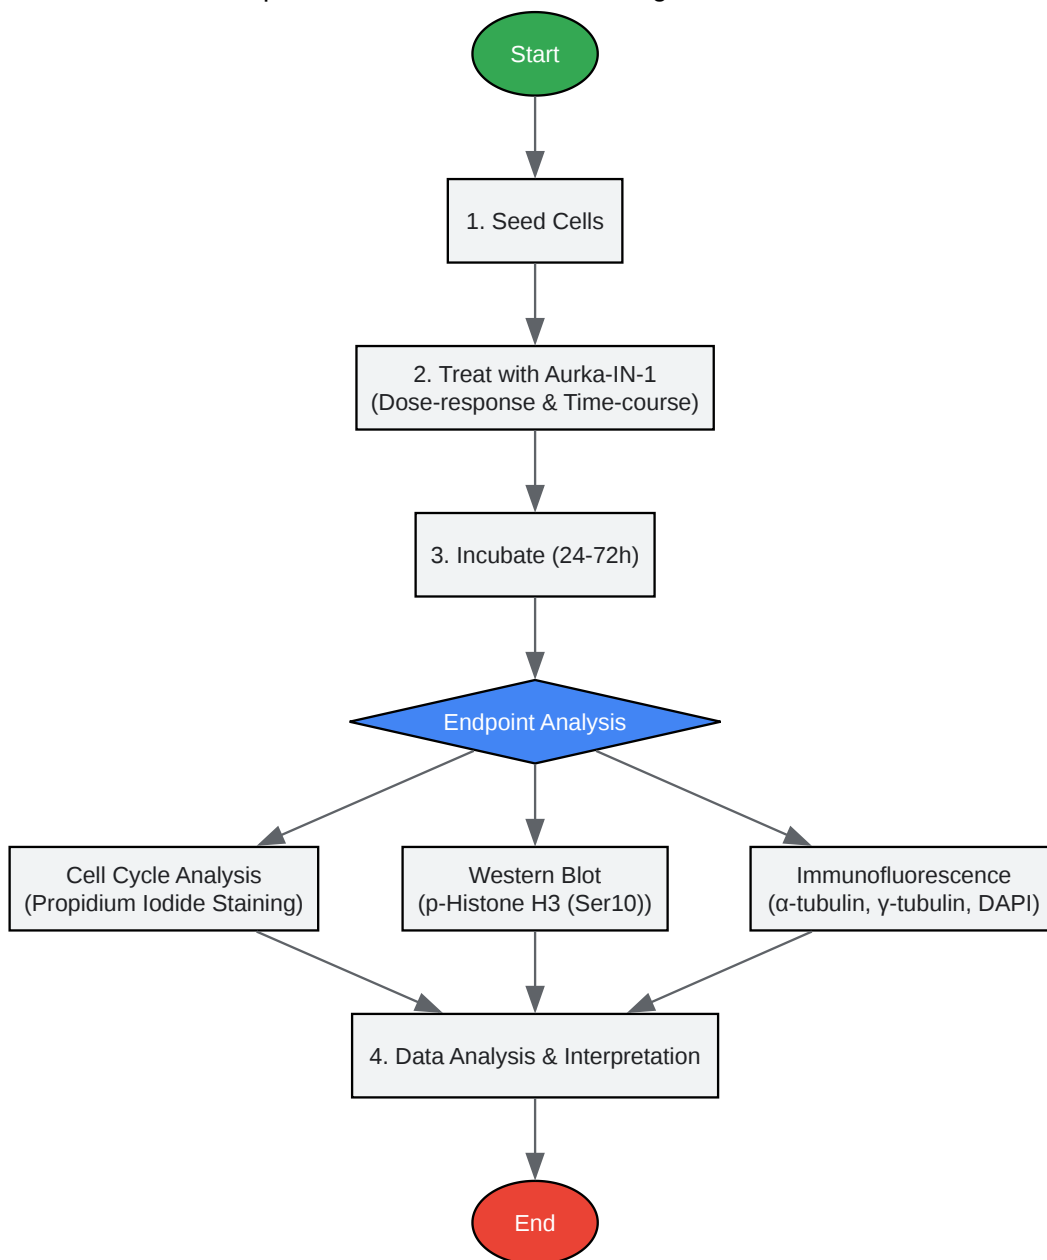 Start
1. Seed Cells
2. Treat with Aurka-IN-1
(Dose-response & Time-course)
3. Incubate (24-72h)
Endpoint Analysis
Cell Cycle Analysis
(Propidium Iodide Staining)
Western Blot
(p-Histone H3 (Ser10))
Immunofluorescence
(α-tubulin, γ-tubulin, DAPI)
4. Data Analysis & Interpretation
End